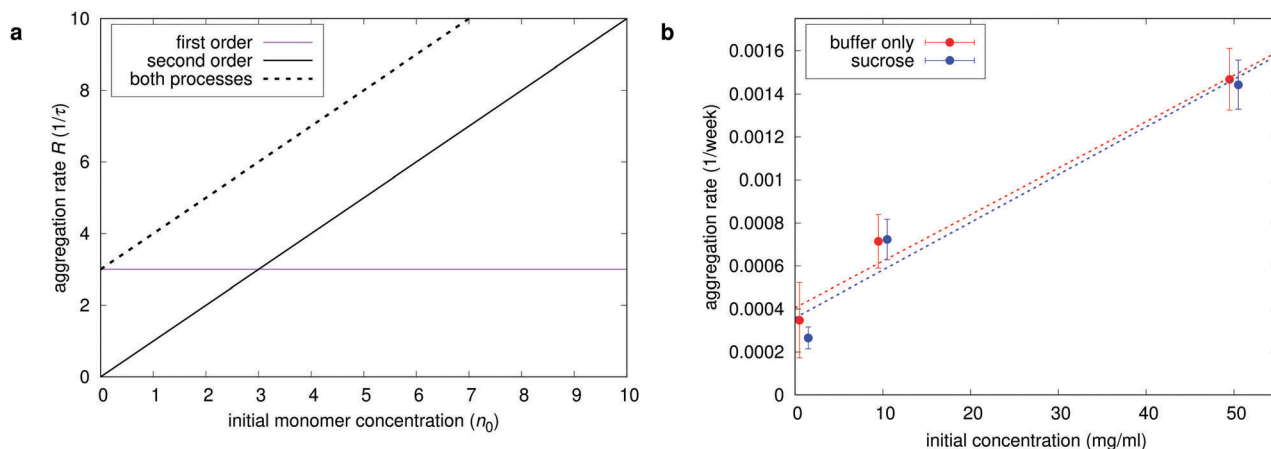 a
first order
second order
both processes
10
8
6
4
2
0
aggregation rate R (1/τ)
0 1 2 3 4 5 6 7 8 9 10
initial monomer concentration (n0)
b
buffer only
sucrose
0.0016
0.0014
0.0012
0.001
0.0008
0.0006
0.0004
0.0002
0
aggregation rate (1/week)
0 10 20 30 40 50
initial concentration (mg/ml)